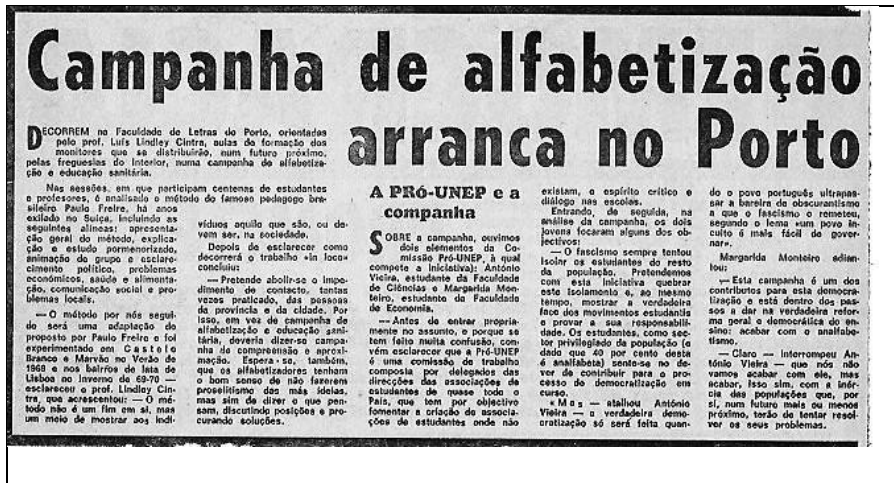 Campanha de alfabetização
arranca no Porto
DECORREM na Faculdade de Letras do Porto, orientadas
pelo prof. Luís Lindley Cintra, aulas de formação dos
monitores que se distribuirão, num futuro próximo,
pelas freguesias do interior, numa campanha de alfabetiza-
ção e educação sanitária.
Nas sessões, em que participam centenas de estudantes
e professores, é analisado o método do famoso pedagogo bra-
sileiro Paulo Freire, há anos
exilado na Suíça, incluindo as
seguintes alíneas: apresenta-
ção geral do método, explica-
ção e estudo pormenorizado,
animação do grupo e esclare-
cimento político, problemas
económicos, saúde e alimenta-
ção, comunicação social e pro-
blemas locais.
— O método por nós segui-
do será uma adaptação do
proposto por Paulo Freire e foi
experimentado em Castelo
Branco e Marvão no Verão de
1968 e nos bairros de lata de
Lisboa no Inverno de 69-70 —
esclareceu o prof. Lindley Cin-
tra, que acrescentou: — O mé-
todo não é um fim em si, mas
um meio de mostrar aos indi-
víduos aquilo que são, ou de-
vem ser, na sociedade.
Depois de esclarecer como
decorrerá o trabalho «in loco»
concluiu:
— Pretende abolir-se o impe-
dimento de contacto, tantas
vezes praticado, das pessoas
da província e da cidade. Por
isso, em vez de campanha de
alfabetização e educação sani-
tária, deveria dizer-se campa-
nha de compreensão e aproxi-
mação. Espera-se, também,
que os alfabetizadores tenham
o bom senso de não fazerem
proselitismo das más ideias,
mas sim de dizer o que pen-
sam, discutindo posições e pro-
curando soluções.
A PRÓ-UNEP e a
companha
SOBRE a campanha, ouvimos
dois elementos da Co-
missão Pró-UNEP, à
qual compete a iniciativa): António
Vieira, estudante da Faculdade
de Ciências e Margarida Mon-
teiro, estudante da Faculdade
de Economia.
—Antes de entrar propria-
mente no assunto, e porque se
tem feito muita confusão, con-
vém esclarecer que a Pró-UNEP
é uma comissão de trabalho
composta por delegados das
direcções das associações de
estudantes de quase todo o
País, que tem por objectivo
fomentar a criação de associa-
ções de estudantes onde não
existam, o espírito crítico e
diálogo nas escolas.
Entrando, de seguida, na
análise da campanha, os dois
jovens focaram alguns dos ob-
jectivos:
— O fascismo sempre tentou
isolar os estudantes do resto
da população. Pretendemos
com esta iniciativa quebrar
este isolamento e, ao mesmo
tempo, mostrar a verdadeira
face dos movimentos estudantis
e provar a sua responsabili-
dade. Os estudantes, como sec-
tor privilegiado da população (e
dado que 40 por cento desta
é analfabeta) sente-se no de-
ver de contribuir para o pro-
cesso de democratização em
curso.
«Mas — atalhou António
Vieira — a verdadeira demo-
cratização só será feita quan-
do o povo português ultrapas-
sar a bareira de obscurantismo
a que o fascismo o remeteu,
segundo o lema «um povo in-
culto é mais fácil de gover-
nar».
Margarida Monteiro adian-
tou:
— Esta campanha é um dos
contributos para esta democra-
tização e está dentro dos pas-
sos a dar na verdadeira refor-
ma geral e democrática do en-
sino: acabar com o analfabe-
tismo.
— Claro — interrompeu An-
tónio Vieira — que nós não
vamos acabar com ele, mas
acabar, isso sim, com a inér-
cia das populações que, por
si, num futuro mais ou menos
próximo, terão de tentar resol-
ver os seus problemas.